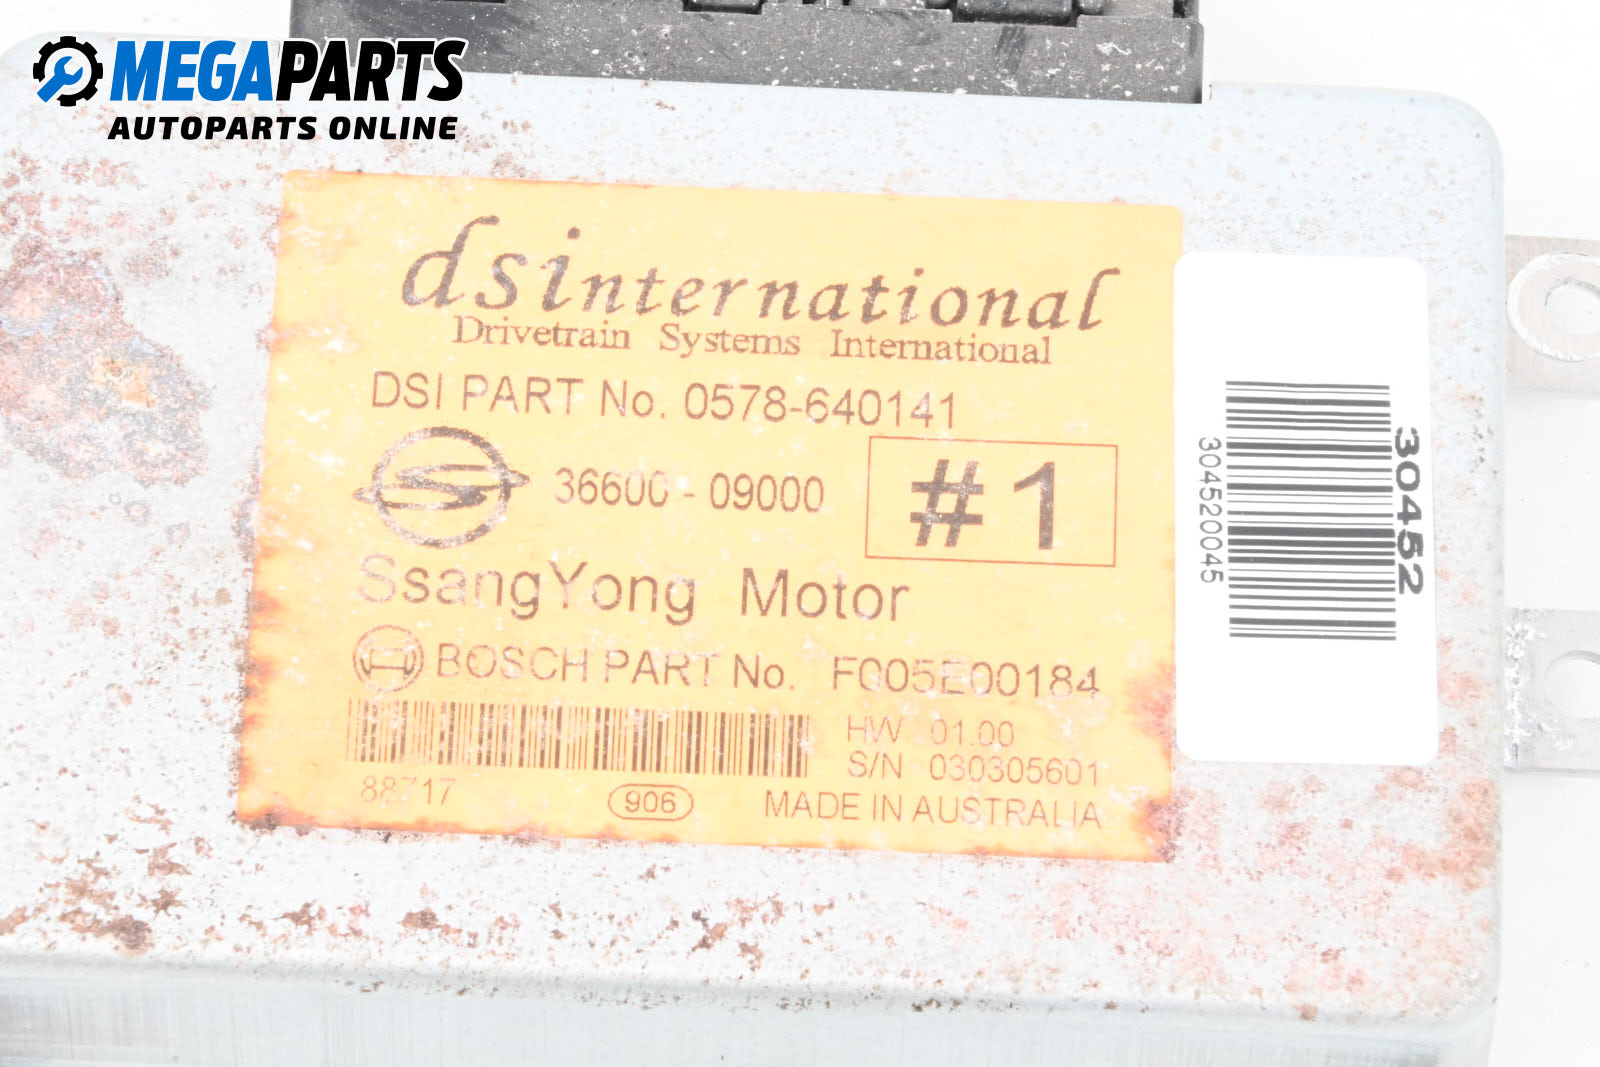 MEGAPARTS
AUTOPARTS ONLINE
dsinternational
Drivetrain Systems International
DSI PART No. 0578-640141
36600 - 09000
#1
SsangYong Motor
BOSCH PART No. F005E00184
HW 01.00
S/N 030305601
88717
906
MADE IN AUSTRALIA
30452
304520045